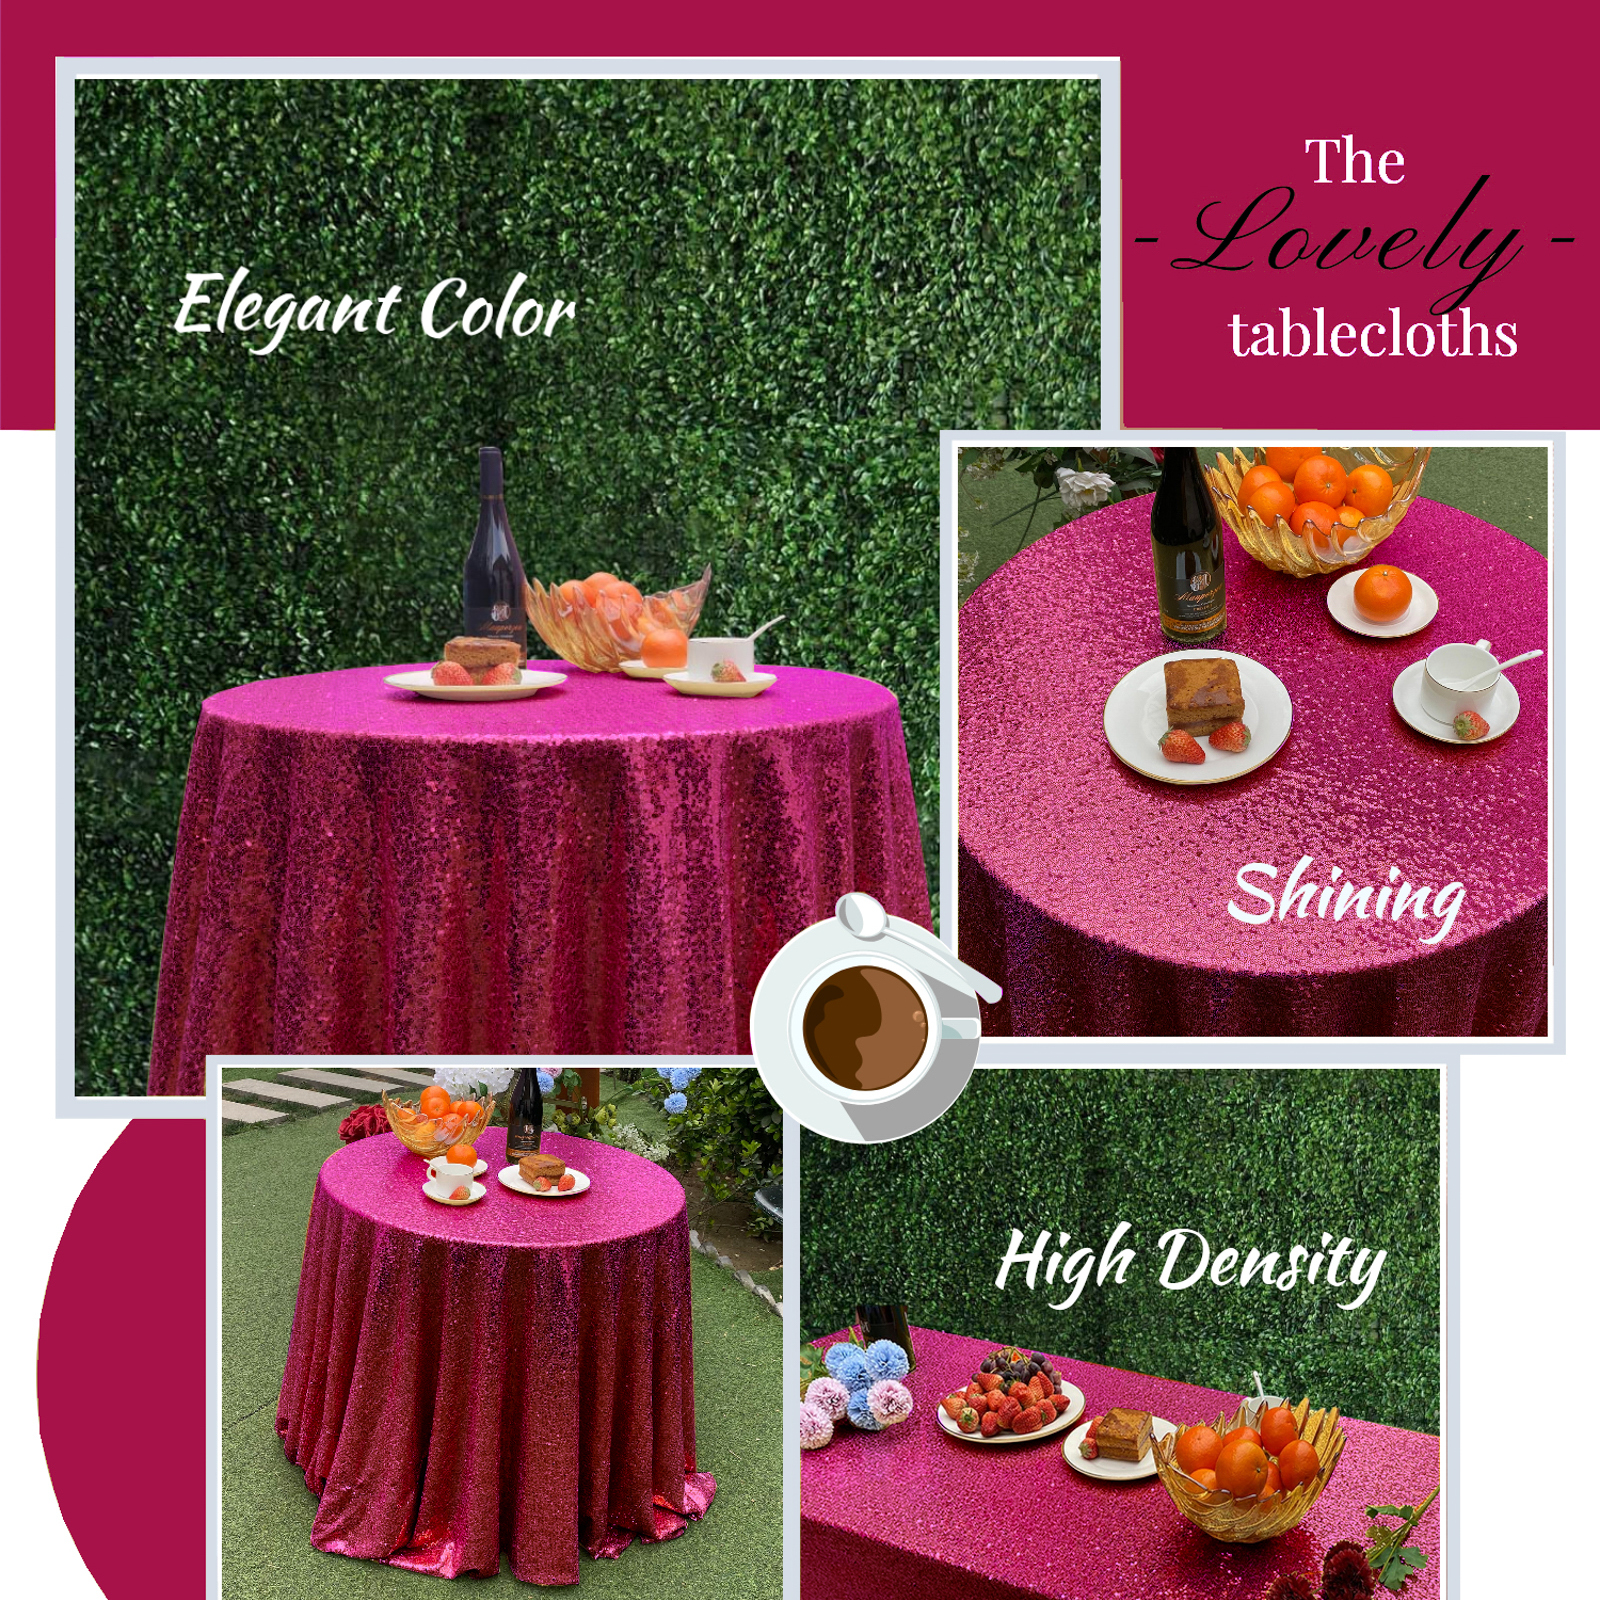 The
- Lovely -
tablecloths
Elegant Color
Shining
High Density